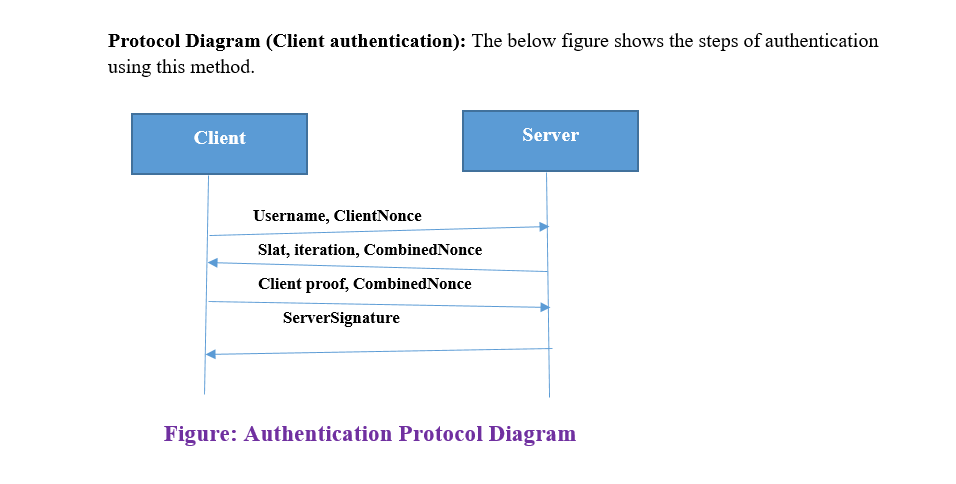 Protocol Diagram (Client authentication): The below figure shows the steps of authentication
using this method.
Client
Server
Username, ClientNonce
Slat, iteration, CombinedNonce
Client proof, CombinedNonce
ServerSignature
Figure: Authentication Protocol Diagram